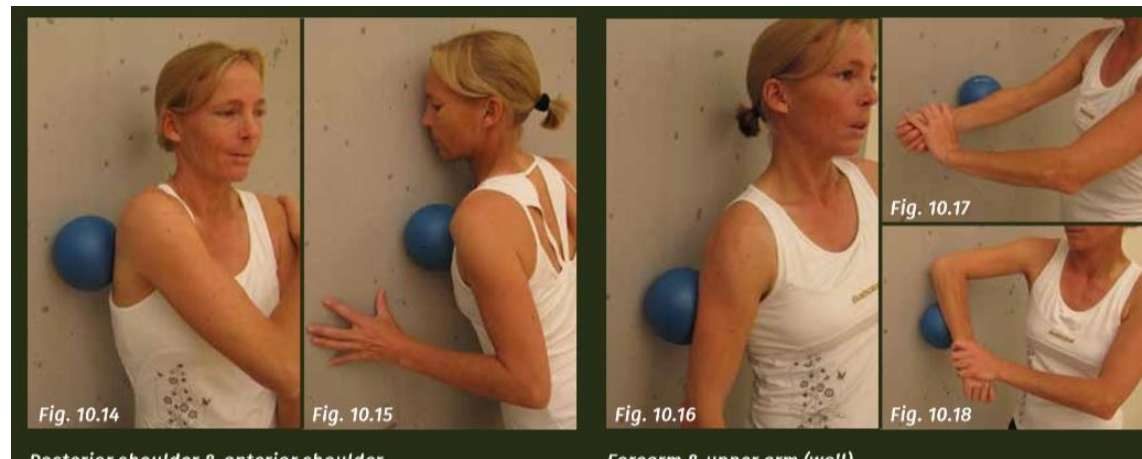 Fig. 10.14
Fig. 10.15
Fig. 10.16
Fig. 10.17
Fig. 10.18
Posterior shoulder & anterior shoulder
Forearm & upper arm (wall)